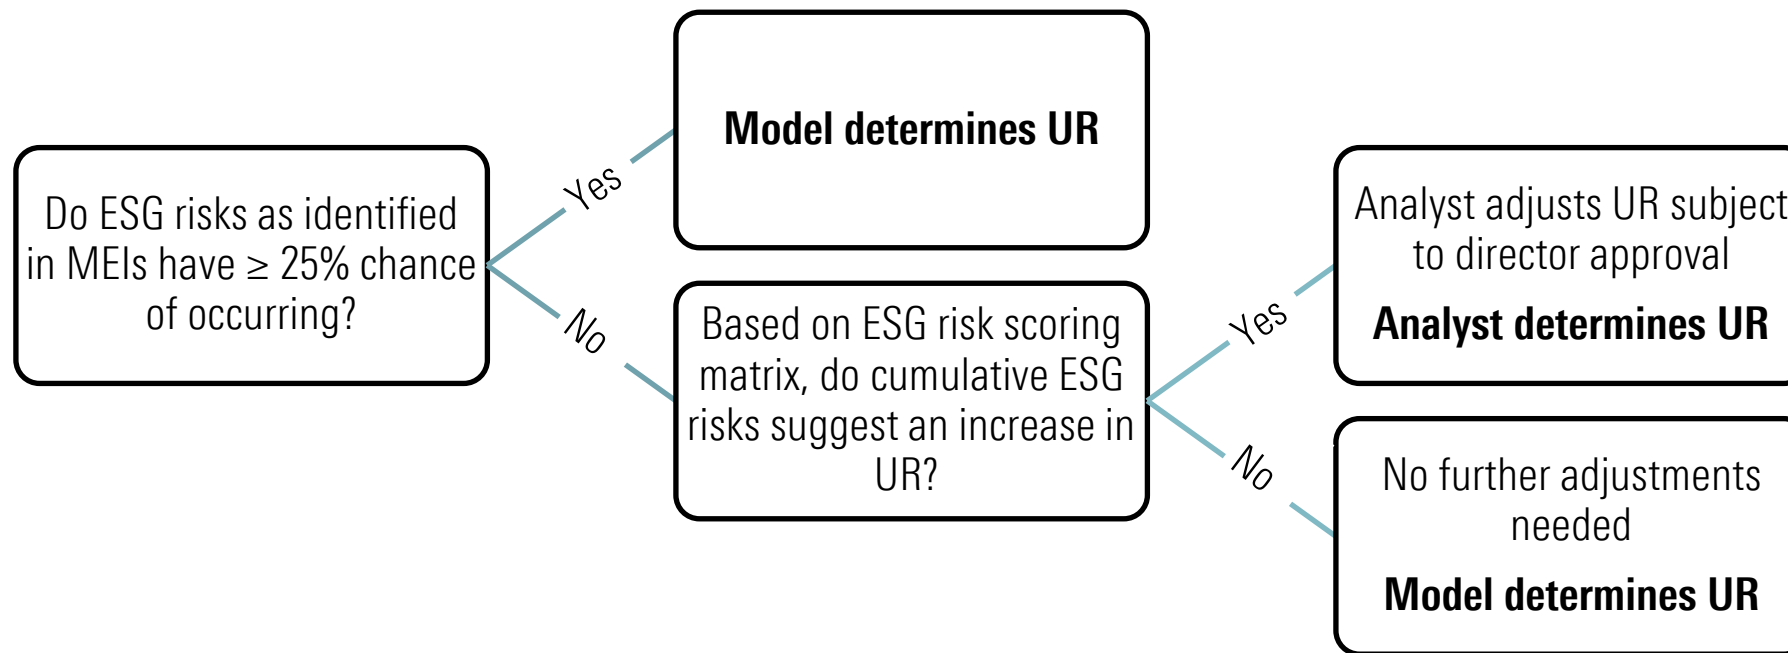 Do ESG risks as identified
in MEIs have ≥ 25% chance
of occurring?
Yes
No
Model determines UR
Based on ESG risk scoring
matrix, do cumulative ESG
risks suggest an increase in
UR?
Yes
No
Analyst adjusts UR subject
to director approval
Analyst determines UR
No further adjustments
needed
Model determines UR